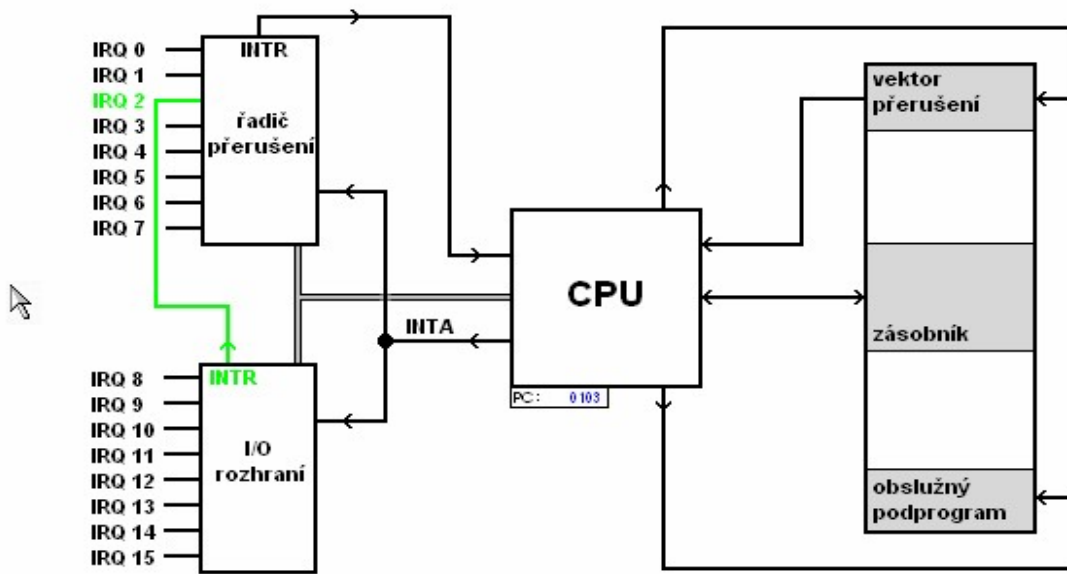 IRQ 0
IRQ 1
IRQ 2
IRQ 3
IRQ 4
IRQ 5
IRQ 6
IRQ 7
INTR
řadič
přerušení
IRQ 8
IRQ 9
IRQ 10
IRQ 11
IRQ 12
IRQ 13
IRQ 14
IRQ 15
INTR
I/O
rozhraní
INTA
CPU
PC: 0103
vektor
přerušení
zásobník
obslužný
podprogram